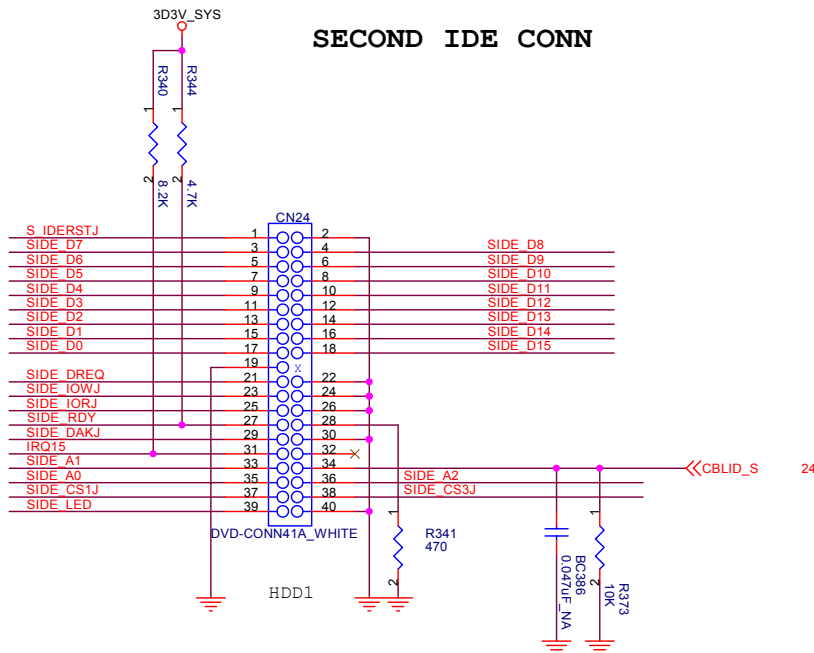 3D3V_SYS
SECOND IDE CONN
R340
R344
1
1
2
2
8.2K
4.7K
CN24
S_IDERSTJ 1 2
SIDE_D7 3 4 SIDE_D8
SIDE_D6 5 6 SIDE_D9
SIDE_D5 7 8 SIDE_D10
SIDE_D4 9 10 SIDE_D11
SIDE_D3 11 12 SIDE_D12
SIDE_D2 13 14 SIDE_D13
SIDE_D1 15 16 SIDE_D14
SIDE_D0 17 18 SIDE_D15
19 X
SIDE_DREQ 21 22
SIDE_IOWJ 23 24
SIDE_IORJ 25 26
SIDE_RDY 27 28
SIDE_DAKJ 29 30
IRQ15 31 32
SIDE_A1 33 34 CBLID_S 24
SIDE_A0 35 36 SIDE_A2
SIDE_CS1J 37 38 SIDE_CS3J
SIDE_LED 39 40
DVD-CONN41A_WHITE
HDD1
1
R341
470
2
BC386
0.047uF_NA
1
2
R373
10K